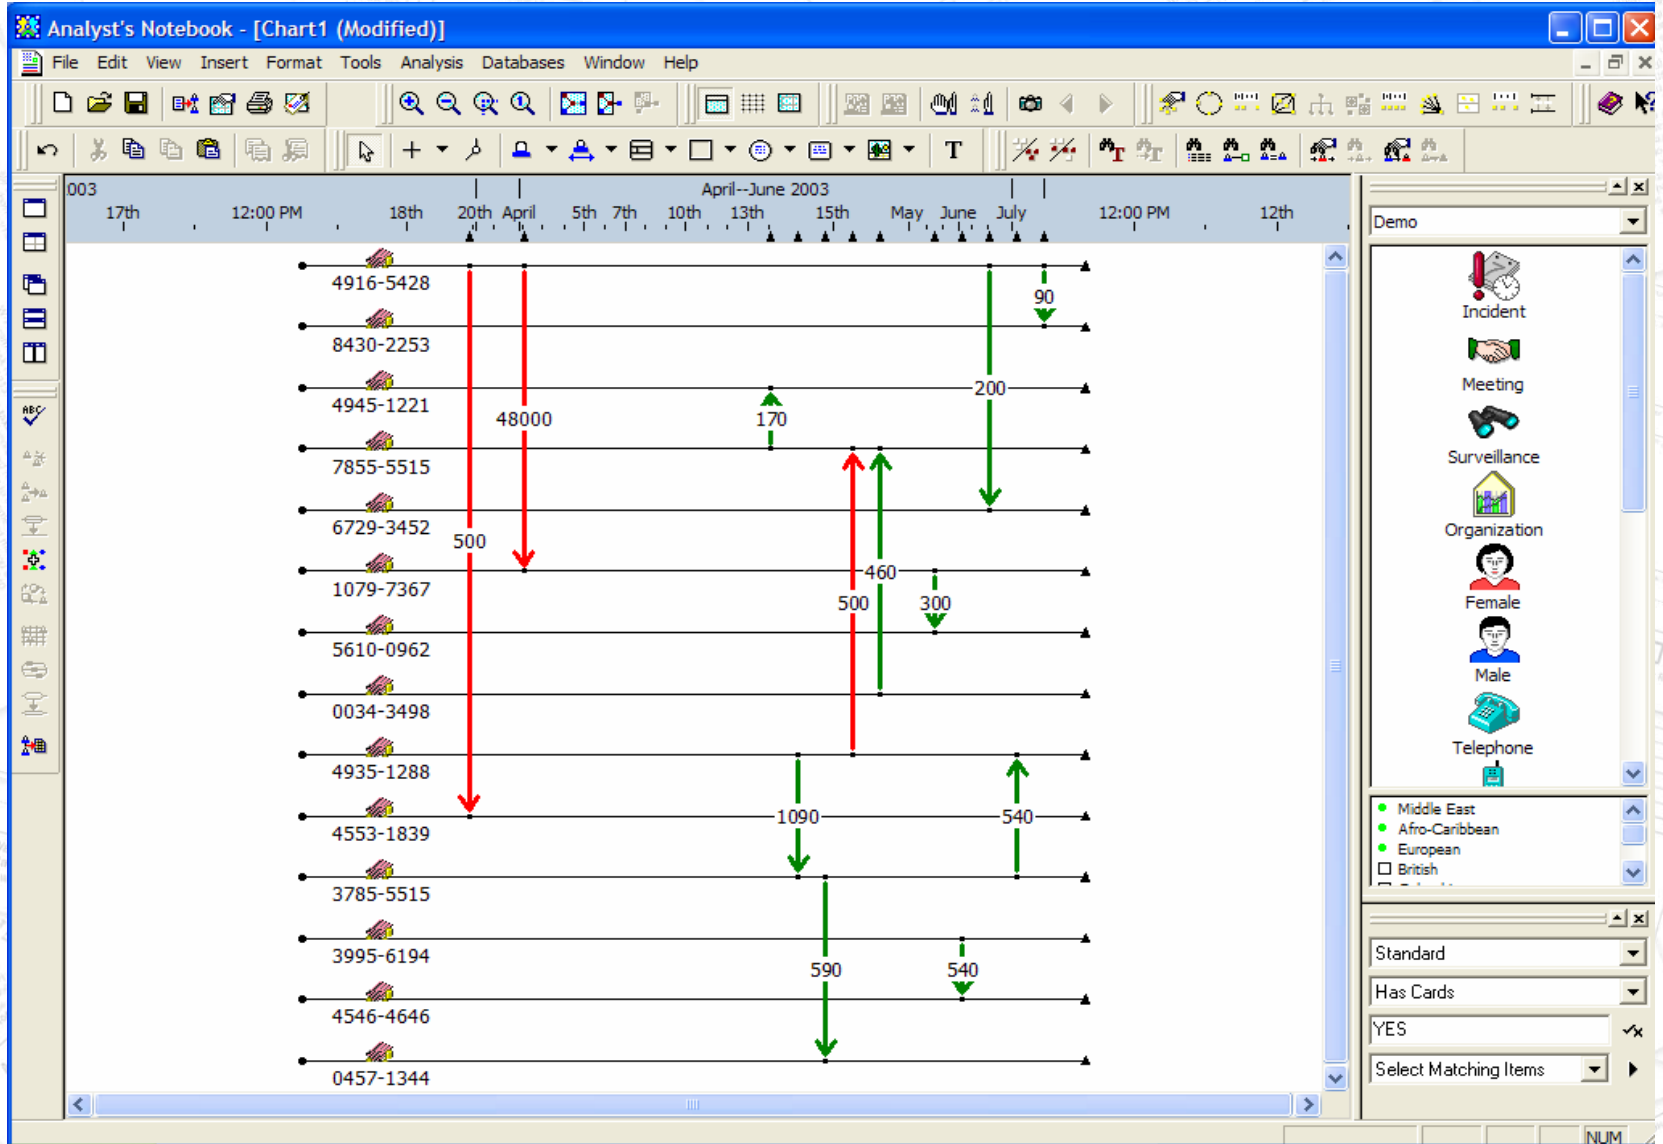 Analyst's Notebook - [Chart1 (Modified)]
File Edit View Insert Format Tools Analysis Databases Window Help
T
2003 April--June 2003
17th 12:00 PM 18th 20th April 5th 7th 10th 13th 15th May June July 12:00 PM 12th
ABC
4916-5428
90
8430-2253
200
4945-1221
48000 170
7855-5515
6729-3452
500
1079-7367
460
500 300
5610-0962
0034-3498
4935-1288
1090 540
4553-1839
3785-5515
3995-6194
590 540
4546-4646
0457-1344
Demo
Incident
Meeting
Surveillance
Organization
Female
Male
Telephone
Middle East
Afro-Caribbean
European
British
Standard
Has Cards
YES
Select Matching Items
NUM